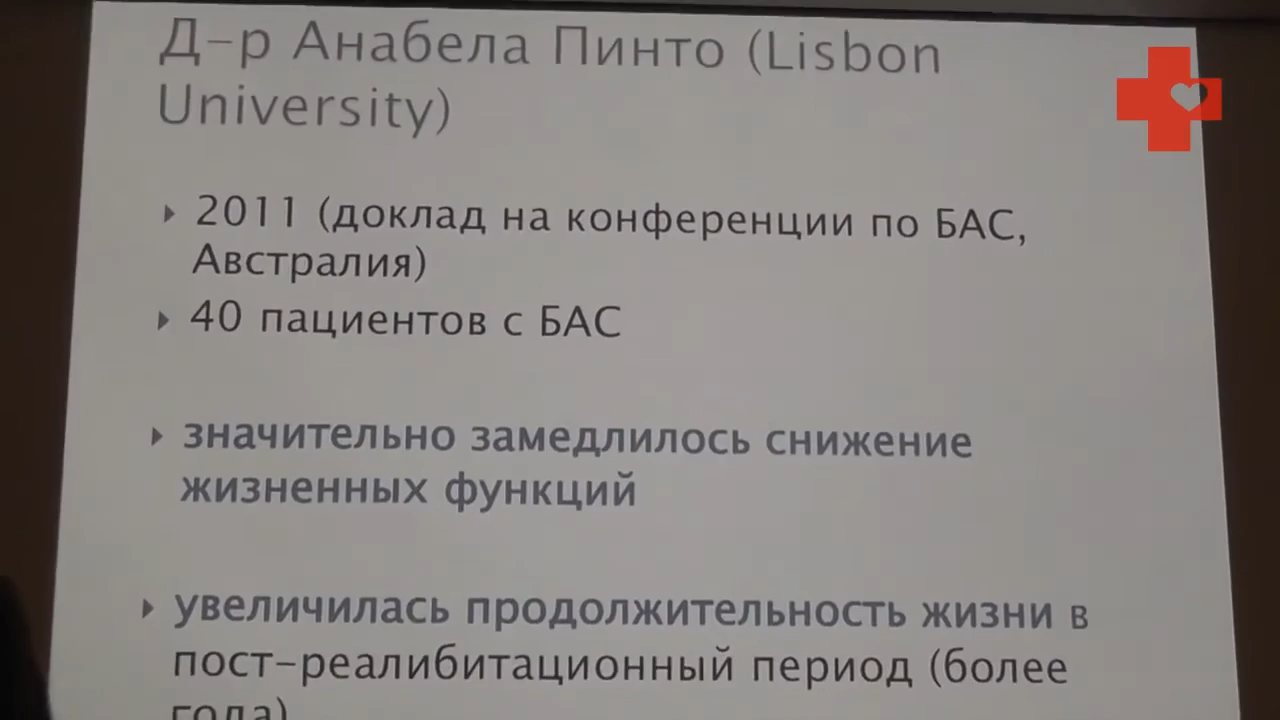 Д-р Анабела Пинто (Lisbon
University)
2011 (доклад на конференции по БАС,
Австралия)
40 пациентов с БАС
значительно замедлилось снижение
жизненных функций
увеличилась продолжительность жизни в
пост-реалибитационный период (более
года)